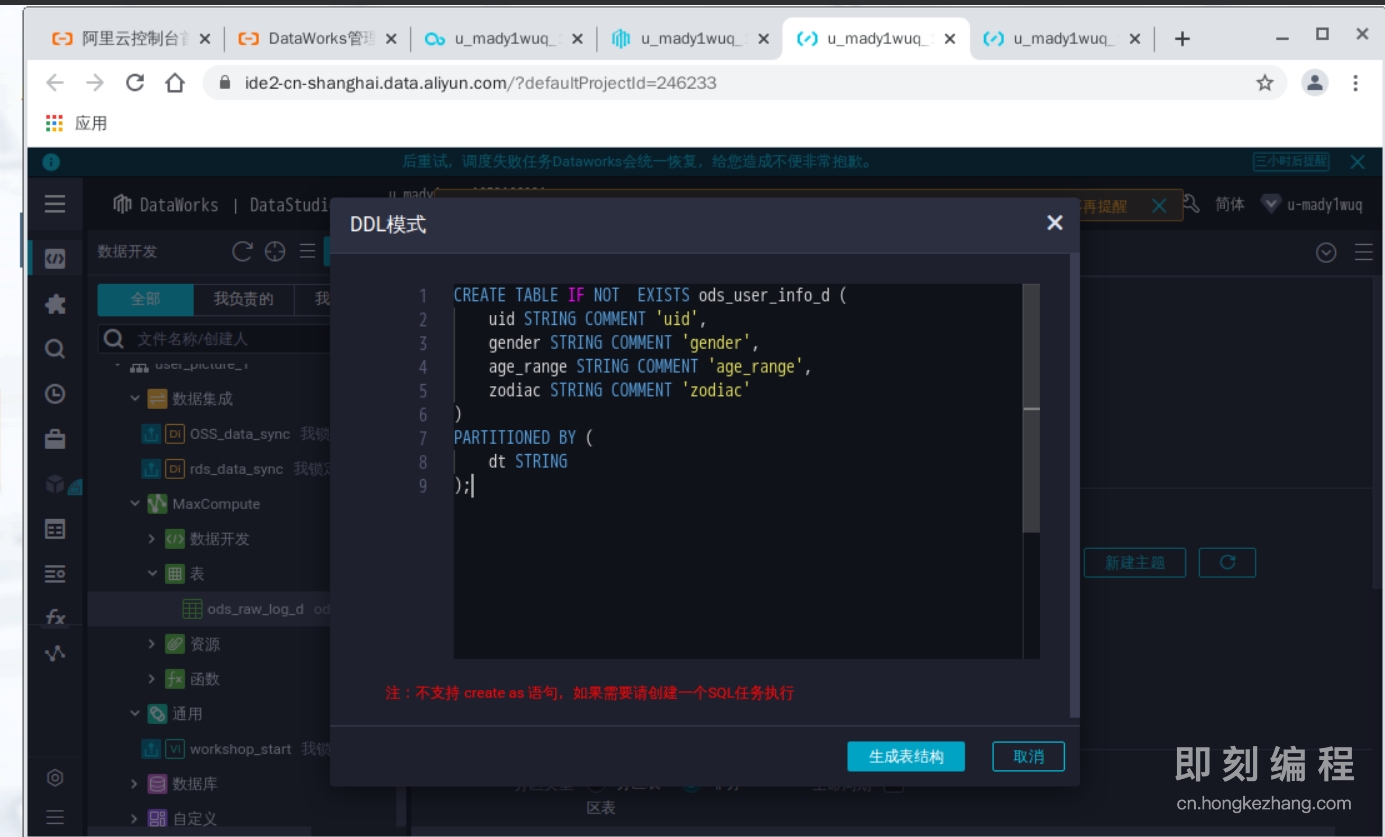 阿里云控制台
DataWorks管理
u_mady1wuq_
u_mady1wuq_
u_mady1wuq_
u_mady1wuq_
ide2-cn-shanghai.data.aliyun.com/?defaultProjectId=246233
应用
后重试，调度失败任务Dataworks会统一恢复，给您造成不便非常抱歉。
三小时后提醒
DataWorks | DataStudi
再提醒
简体
u-mady1wuq
数据开发
全部
我负责的
我
文件名称/创建人
user_picture_1
数据集成
Di OSS_data_sync 我锁
Di rds_data_sync 我锁定
MaxCompute
数据开发
表
ods_raw_log_d od
资源
函数
通用
Vi workshop_start 我锁
数据库
自定义
DDL模式
1 CREATE TABLE IF NOT  EXISTS ods_user_info_d (
2     uid STRING COMMENT 'uid',
3     gender STRING COMMENT 'gender',
4     age_range STRING COMMENT 'age_range',
5     zodiac STRING COMMENT 'zodiac'
6 )
7 PARTITIONED BY (
8     dt STRING
9 );
注：不支持 create as 语句，如果需要请创建一个SQL任务执行
生成表结构
取消
新建主题
区表
即刻编程
cn.hongkezhang.com